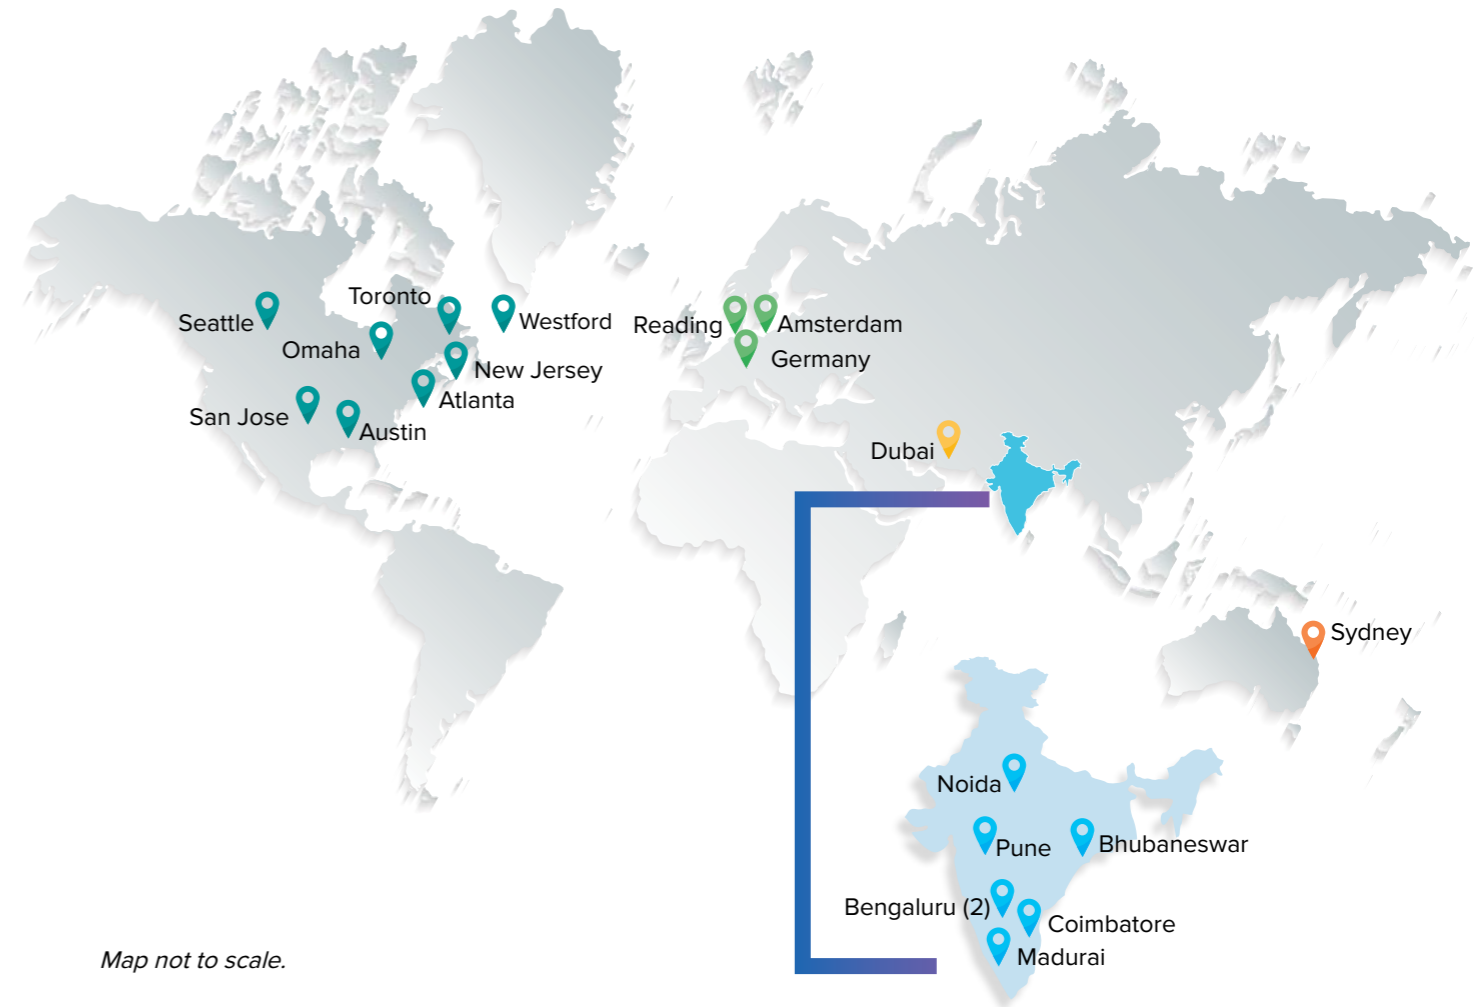 Toronto
Seattle
Westford
Omaha
New Jersey
Atlanta
San Jose
Austin
Reading
Amsterdam
Germany
Dubai
Sydney
Noida
Pune
Bhubaneswar
Bengaluru (2)
Coimbatore
Madurai
Map not to scale.